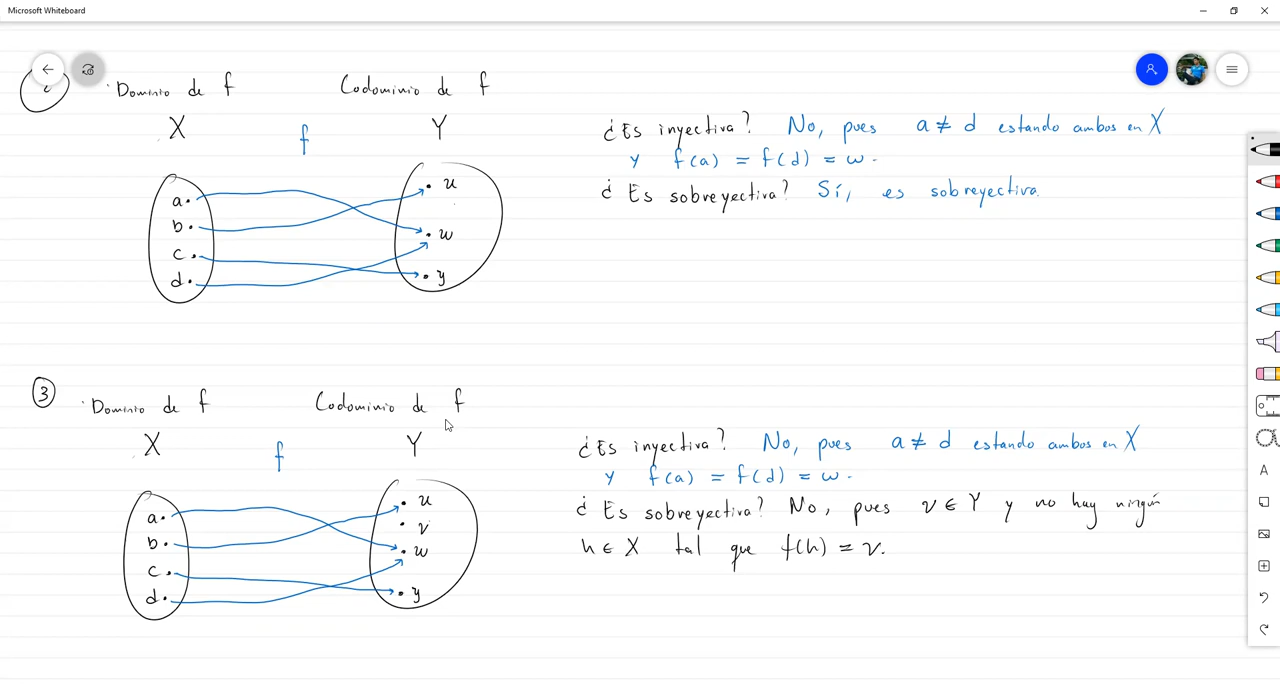 Microsoft Whiteboard
Dominio de f
Codominio de f
X
f
Y
¿Es inyectiva? No, pues a ≠ d estando ambos en X
y f(a) = f(d) = w.
¿Es sobreyectiva? Sí, es sobreyectiva.
a
b
c
d
u
w
y
3
Dominio de f
Codominio de f
X
f
Y
¿Es inyectiva? No, pues a ≠ d estando ambos en X
y f(a) = f(d) = w.
¿Es sobreyectiva? No, pues v ∈ Y y no hay ningún
h ∈ X tal que f(h) = v.
a
b
c
d
u
v
w
y
A